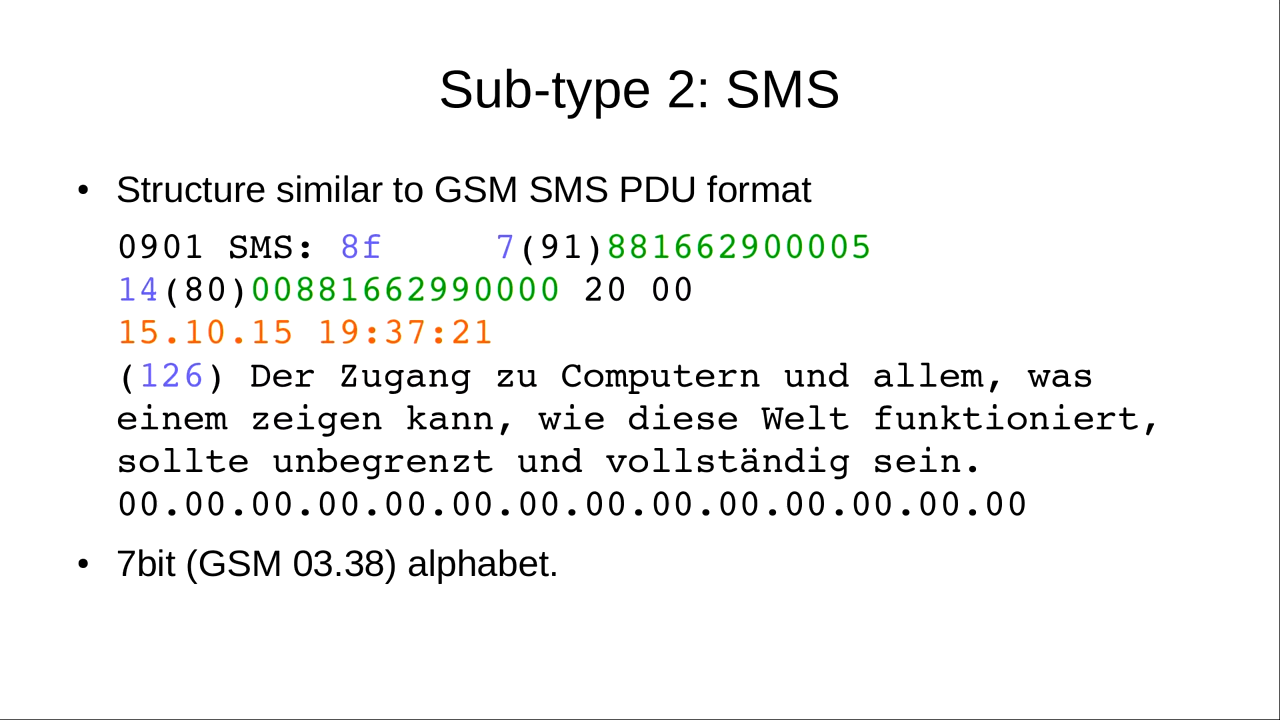 Sub-type 2: SMS
• Structure similar to GSM SMS PDU format
0901 SMS: 8f     7(91)881662900005
14(80)00881662990000 20 00
15.10.15 19:37:21
(126) Der Zugang zu Computern und allem, was
einem zeigen kann, wie diese Welt funktioniert,
sollte unbegrenzt und vollständig sein.
00.00.00.00.00.00.00.00.00.00.00.00.00.00
• 7bit (GSM 03.38) alphabet.